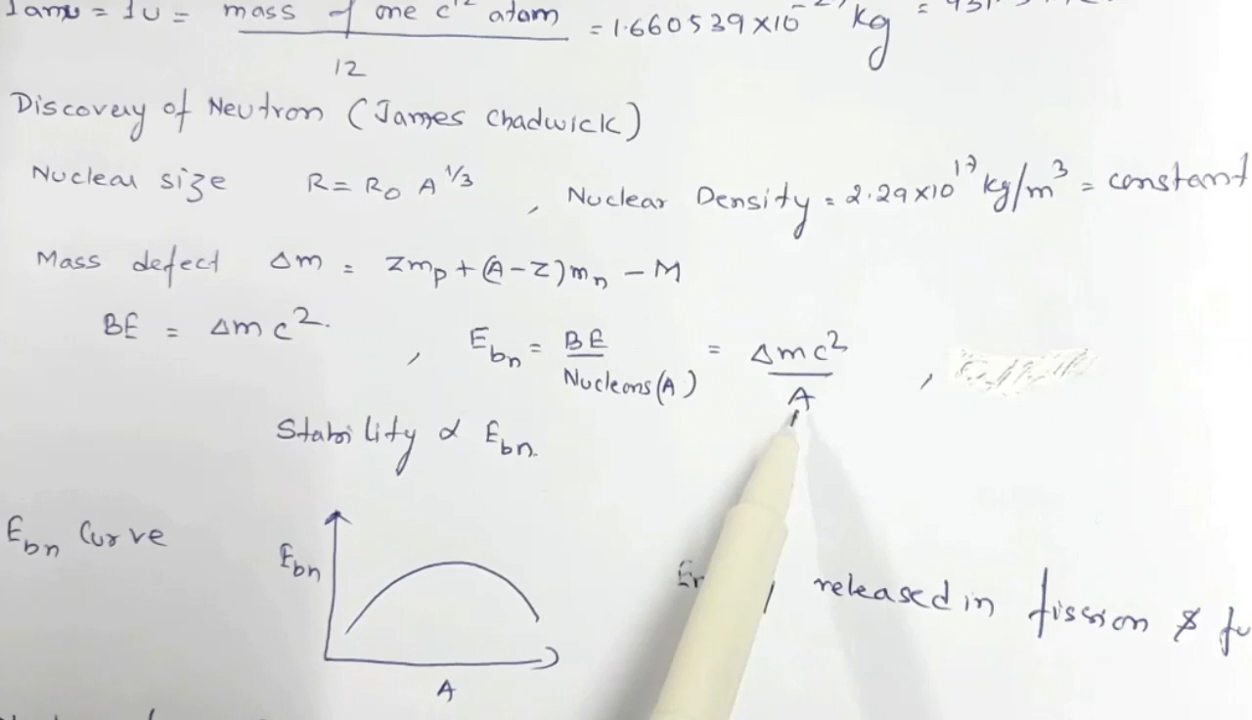 1amu = 1u = mass of one C¹² atom / 12 = 1.660539×10⁻ kg =
Discovery of Neutron (James Chadwick)
Nuclear size R = R₀ A^1/3 , Nuclear Density = 2.29×10¹⁷ kg/m³ = constant
Mass defect Δm = Zmp + (A-Z)mn - M
BE = Δmc². , Ebn = BE / Nucleons(A) = Δmc² / A ,
Stability ∝ Ebn.
Ebn Curve
Ebn
A
released in fission &